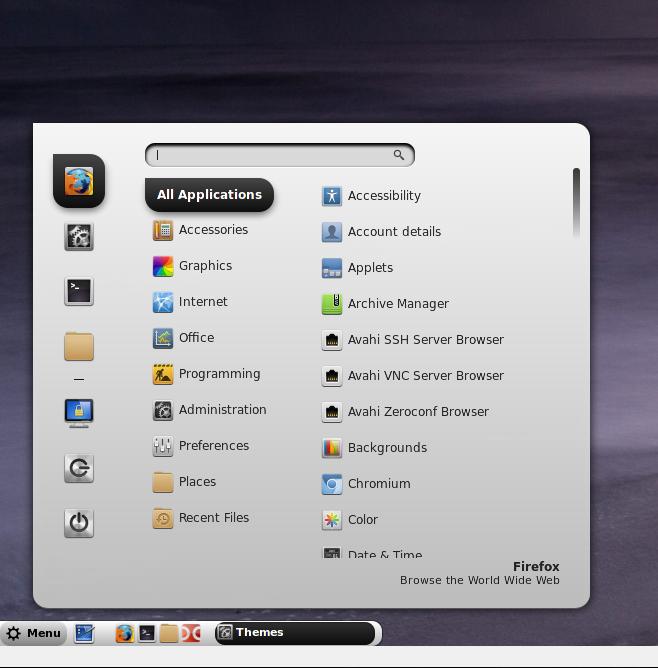 All Applications
Accessories
Graphics
Internet
Office
Programming
Administration
Preferences
Places
Recent Files
Accessibility
Account details
Applets
Archive Manager
Avahi SSH Server Browser
Avahi VNC Server Browser
Avahi Zeroconf Browser
Backgrounds
Chromium
Color
Date & Time
Firefox
Browse the World Wide Web
Menu
Themes